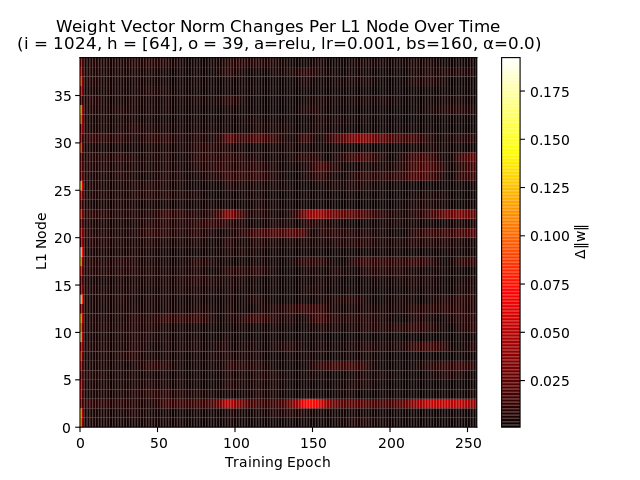 Weight Vector Norm Changes Per L1 Node Over Time
(i = 1024, h = [64], o = 39, a=relu, lr=0.001, bs=160, α=0.0)
35
30
25
20
15
10
5
0
L1 Node
0 50 100 150 200 250
Training Epoch
0.175
0.150
0.125
0.100
0.075
0.050
0.025
Δ‖w‖